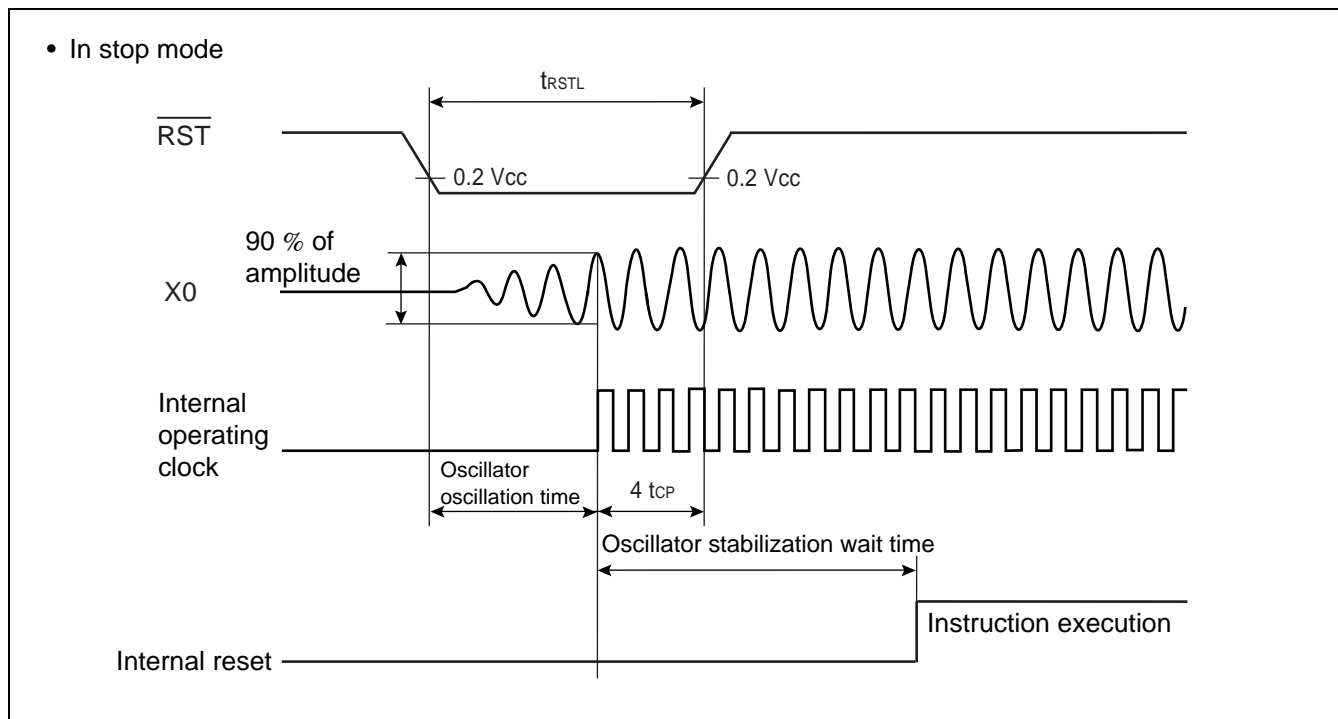 • In stop mode
tRSTL
RST
0.2 Vcc
0.2 Vcc
90 % of
amplitude
X0
Internal
operating
clock
Oscillator
oscillation time
4 tCP
Oscillator stabilization wait time
Instruction execution
Internal reset